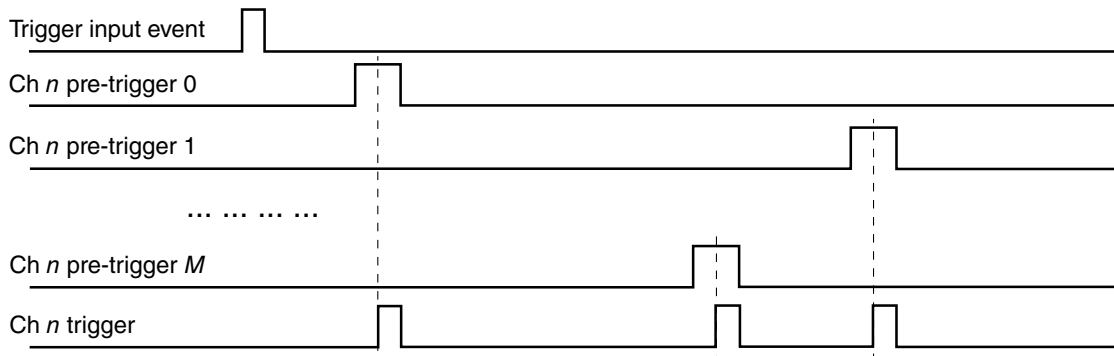 Trigger input event
Ch n pre-trigger 0
Ch n pre-trigger 1
... ... ... ...
Ch n pre-trigger M
Ch n trigger